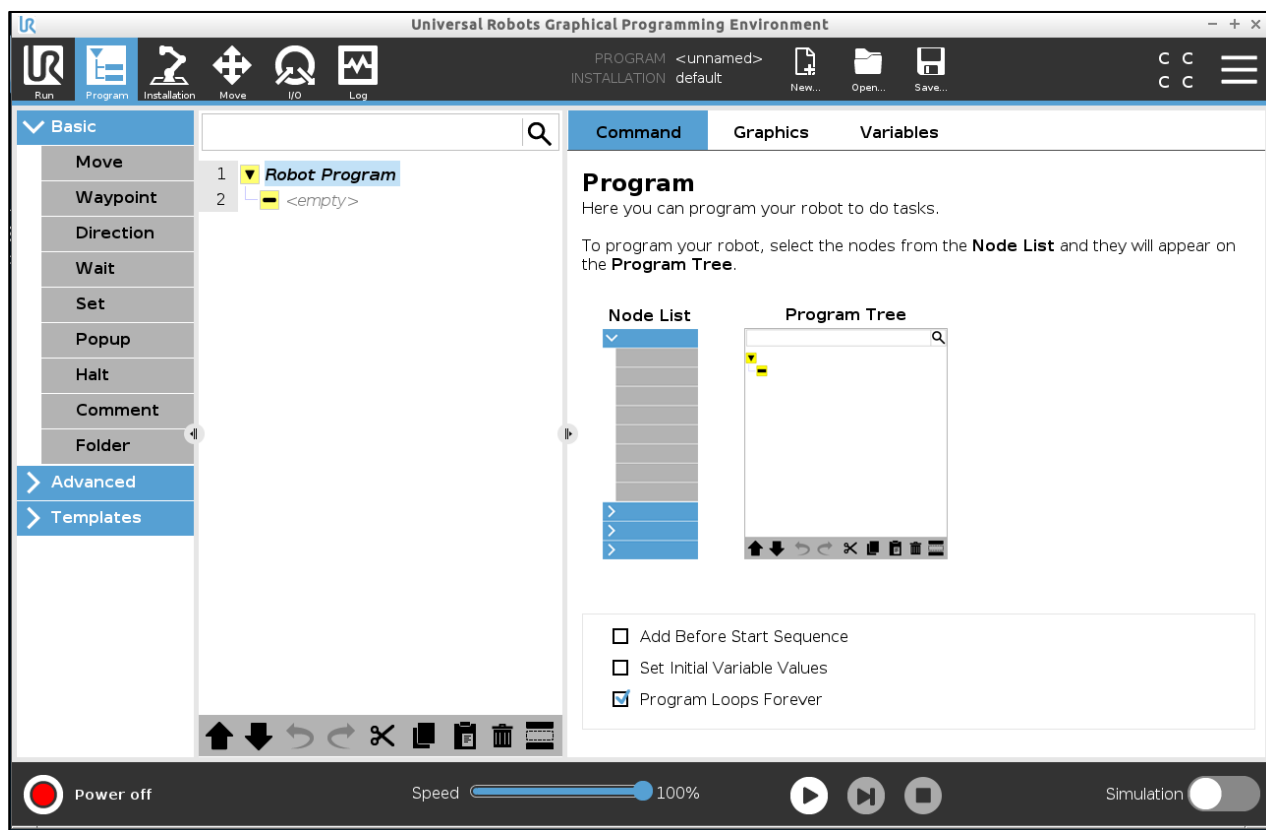 UR
Universal Robots Graphical Programming Environment
UR
Run
Program
Installation
Move
I/O
Log
PROGRAM <unnamed>
INSTALLATION default
New...
Open...
Save...
C C
C C
Basic
Move
Waypoint
Direction
Wait
Set
Popup
Halt
Comment
Folder
Advanced
Templates
1 Robot Program
2 <empty>
Command
Graphics
Variables
Program
Here you can program your robot to do tasks.
To program your robot, select the nodes from the Node List and they will appear on
the Program Tree.
Node List
Program Tree
Add Before Start Sequence
Set Initial Variable Values
Program Loops Forever
Power off
Speed 100%
Simulation